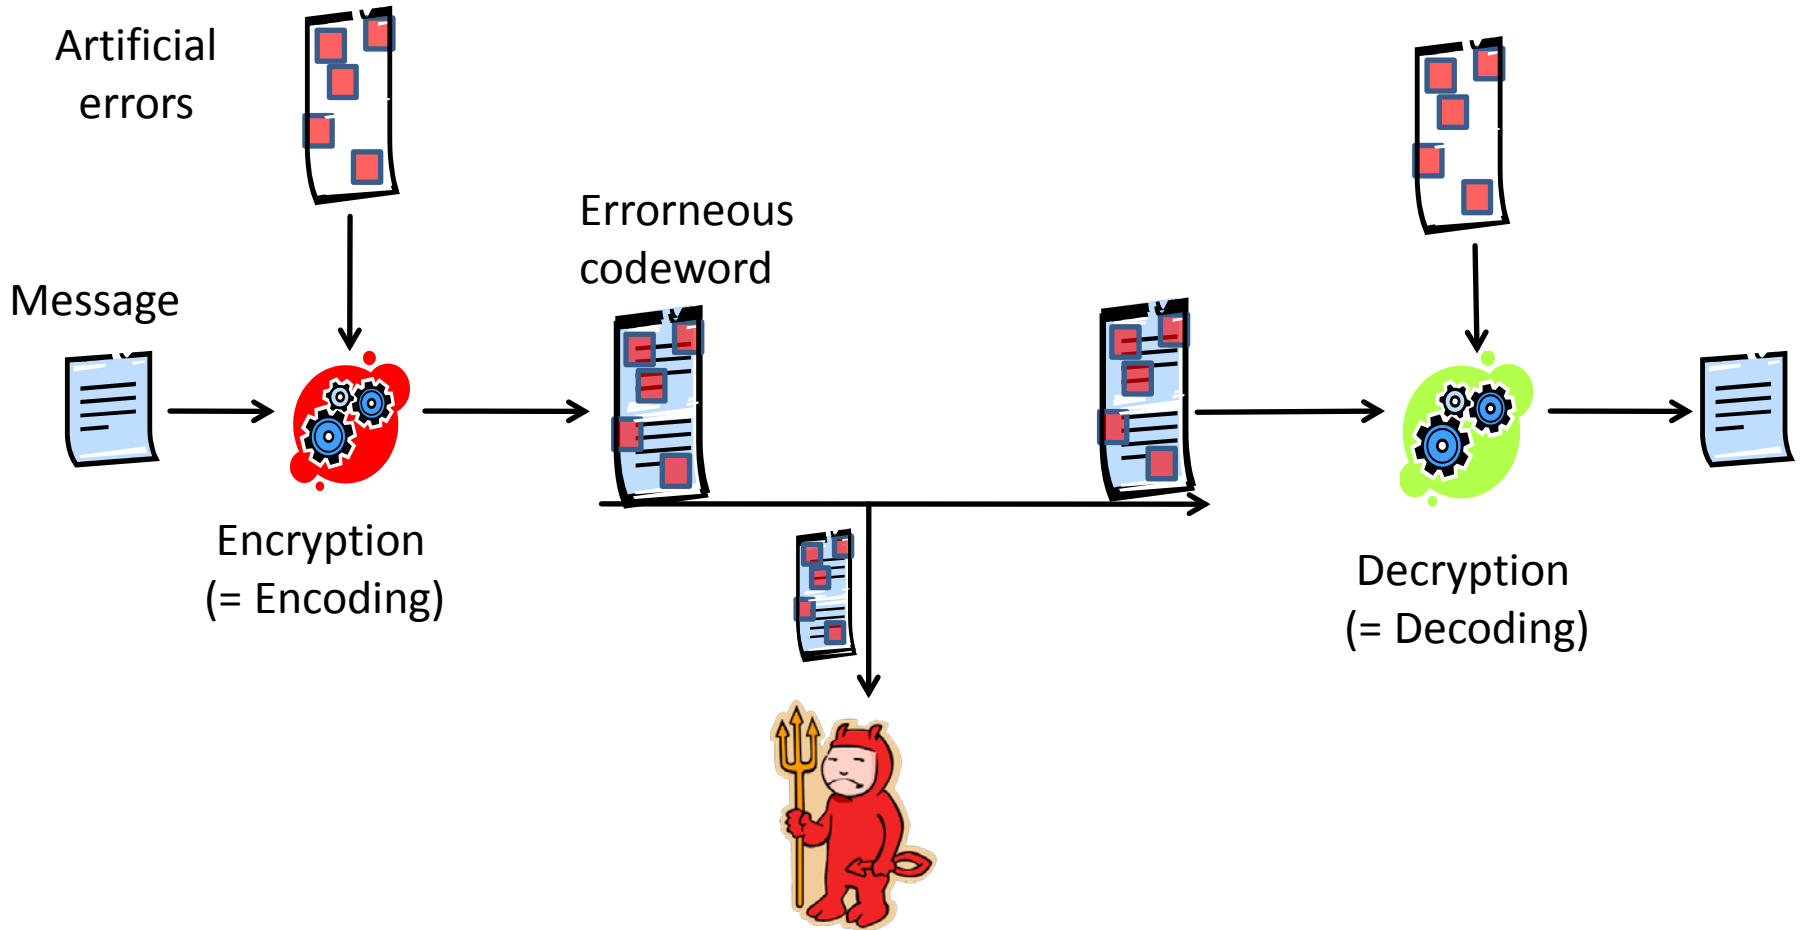 Artificial
errors
Message
Errorneous
codeword
Encryption
(= Encoding)
Decryption
(= Decoding)